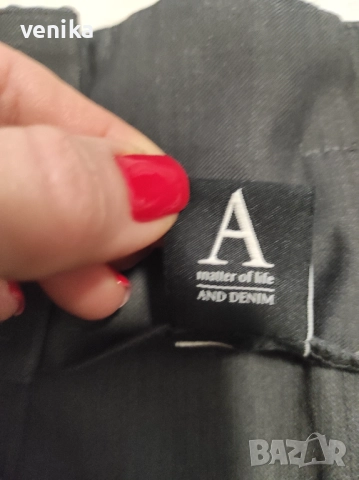 venika
A
matter of life
AND DENIM
BAZAR